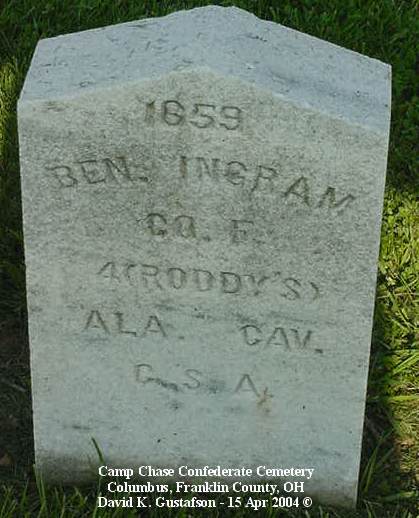 1659
BEN. INGRAM
CO. F.
4(RODDY'S)
ALA. CAV.
C.S.A.
Camp Chase Confederate Cemetery
Columbus, Franklin County, OH
David K. Gustafson - 15 Apr 2004 ©